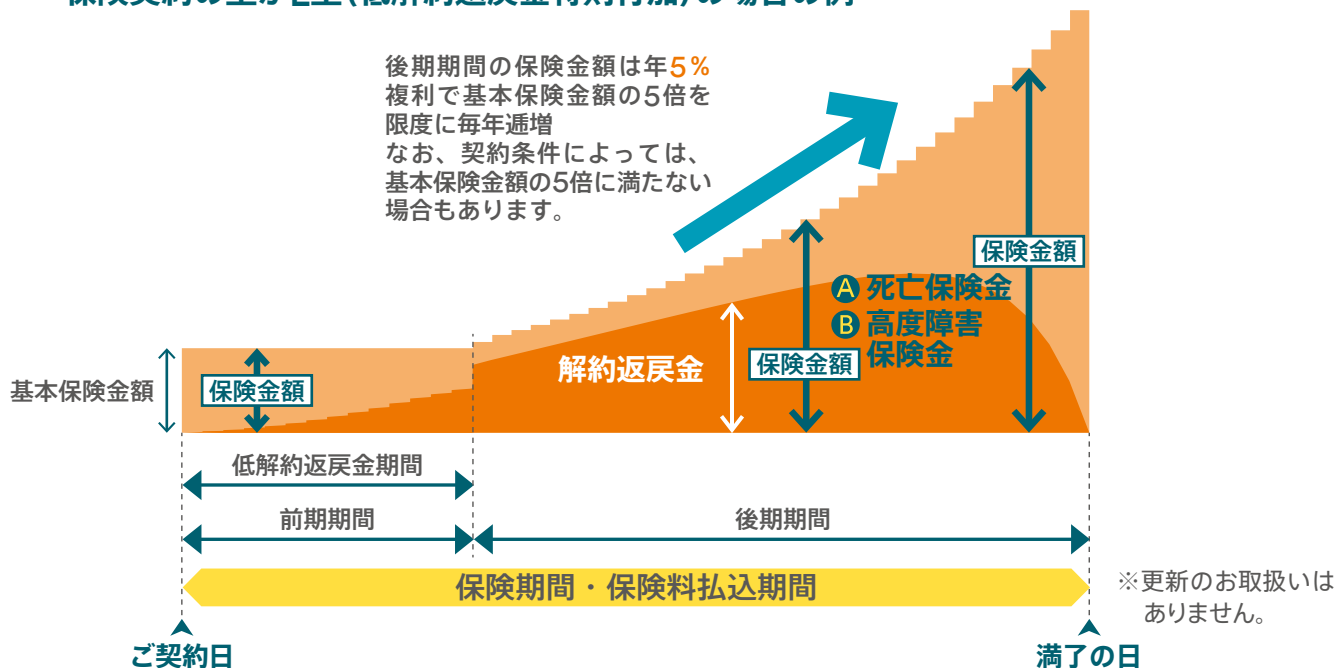 後期期間の保険金額は年5%
複利で基本保険金額の5倍を
限度に毎年逓増
なお、契約条件によっては、
基本保険金額の5倍に満たない
場合もあります。
保険金額
A 死亡保険金
B 高度障害
保険金
解約返戻金
保険金額
基本保険金額
保険金額
低解約返戻金期間
前期期間
後期期間
保険期間・保険料払込期間
※更新のお取扱いは
ありません。
ご契約日
満了の日